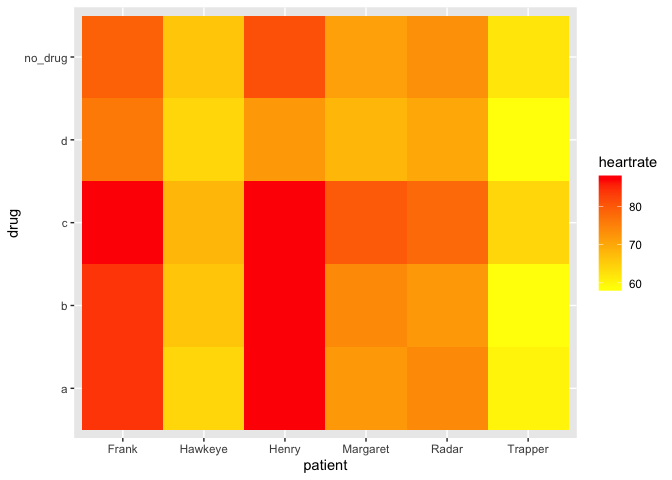 no_drug
d
c
b
a
drug
Frank Hawkeye Henry Margaret Radar Trapper
patient
heartrate
80
70
60